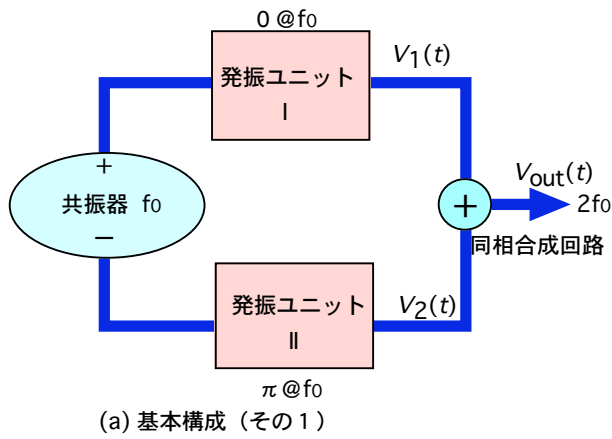 0 @f0
発振ユニット
I
V1(t)
+
共振器 f0
−
+
Vout(t)
2f0
同相合成回路
発振ユニット
II
V2(t)
π @f0
(a) 基本構成（その１）